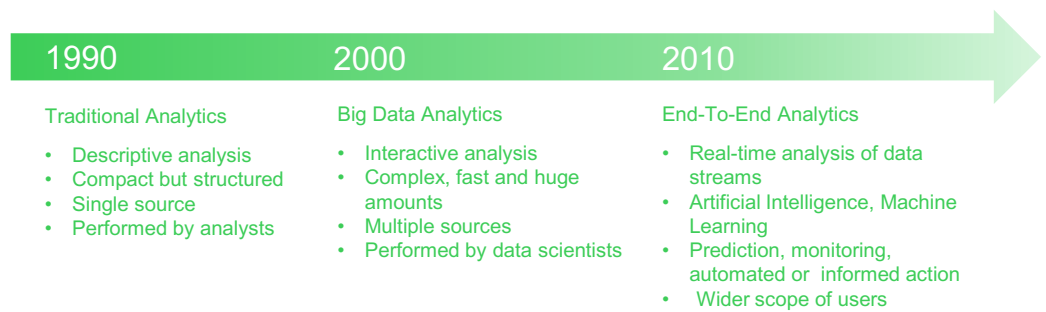 1990
2000
2010
Traditional Analytics
• Descriptive analysis
• Compact but structured
• Single source
• Performed by analysts
Big Data Analytics
• Interactive analysis
• Complex, fast and huge
amounts
• Multiple sources
• Performed by data scientists
End-To-End Analytics
• Real-time analysis of data
streams
• Artificial Intelligence, Machine
Learning
• Prediction, monitoring,
automated or informed action
• Wider scope of users